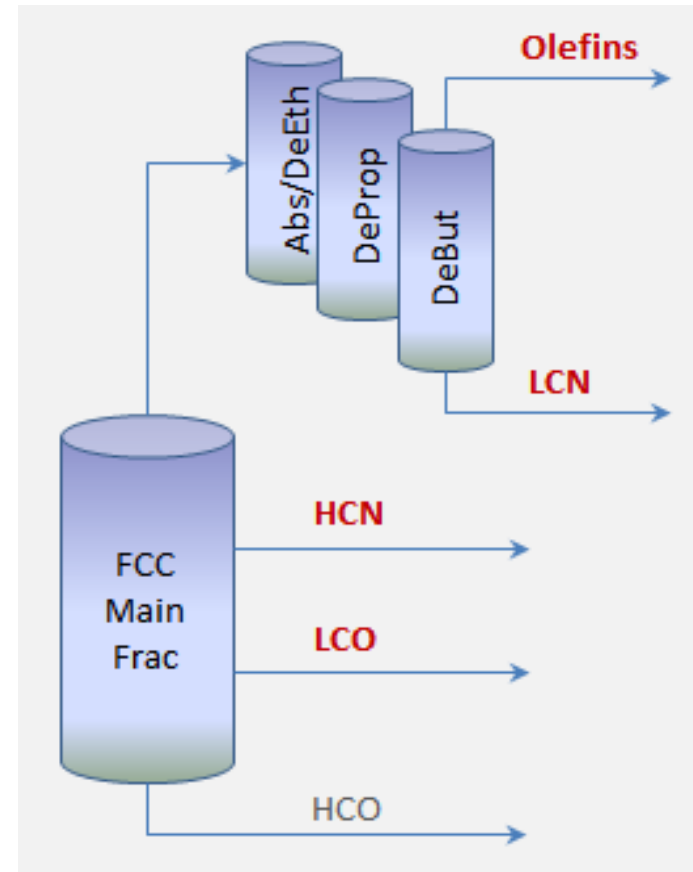 Olefins
Abs/DeEth
DeProp
DeBut
LCN
HCN
FCC
Main
Frac
LCO
HCO